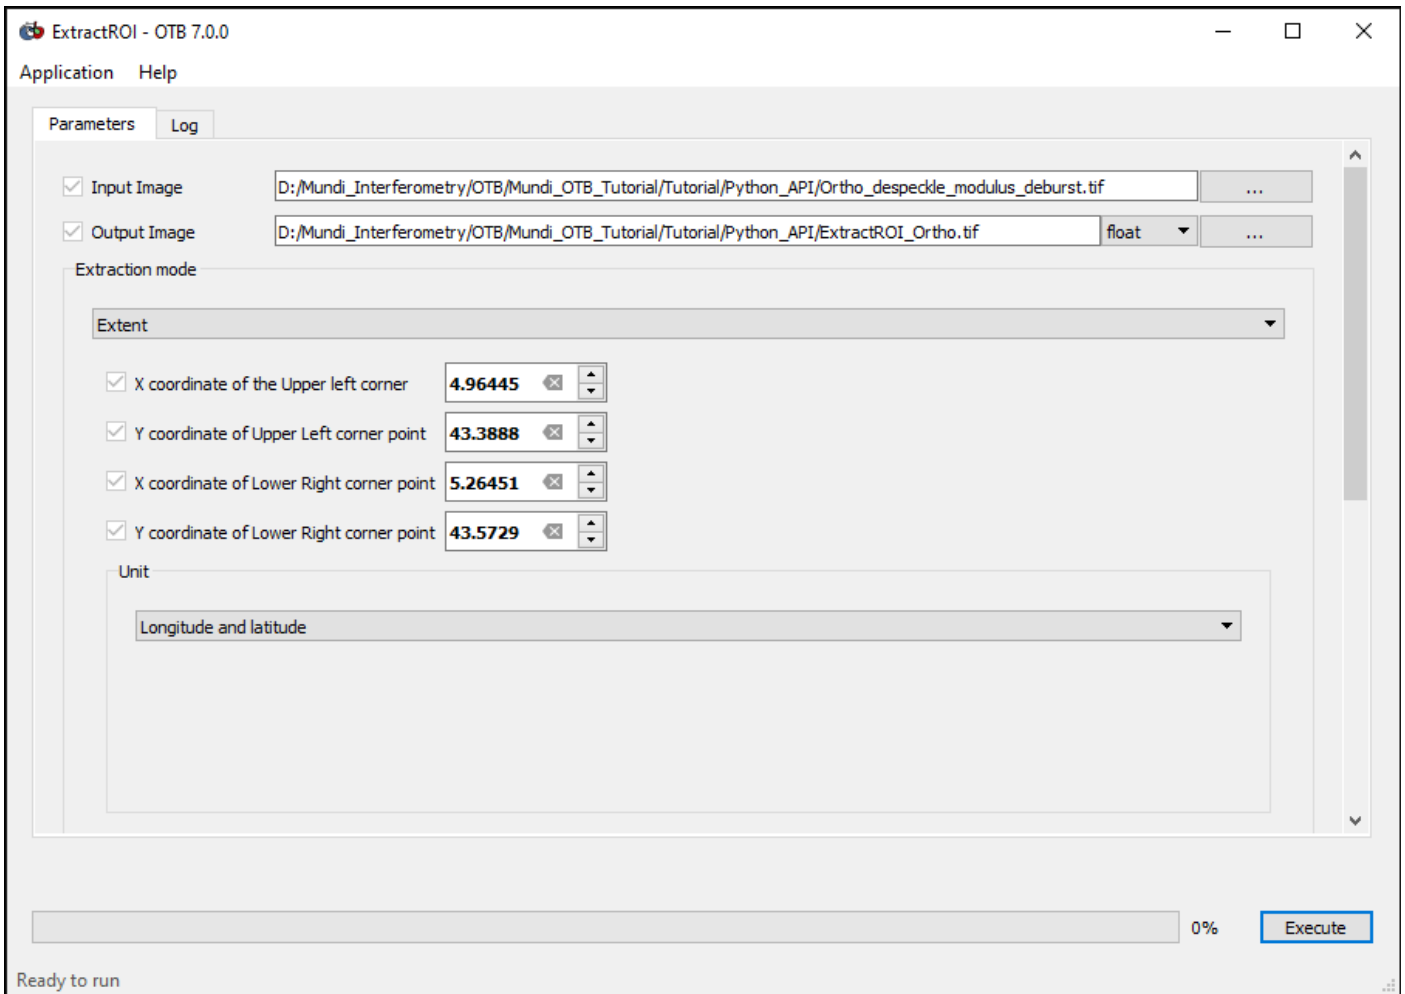 ExtractROI - OTB 7.0.0
Application Help
Parameters Log
Input Image D:/Mundi_Interferometry/OTB/Mundi_OTB_Tutorial/Tutorial/Python_API/Ortho_despeckle_modulus_deburst.tif ...
Output Image D:/Mundi_Interferometry/OTB/Mundi_OTB_Tutorial/Tutorial/Python_API/ExtractROI_Ortho.tif float ...
Extraction mode
Extent
X coordinate of the Upper left corner 4.96445
Y coordinate of Upper Left corner point 43.3888
X coordinate of Lower Right corner point 5.26451
Y coordinate of Lower Right corner point 43.5729
Unit
Longitude and latitude
0% Execute
Ready to run